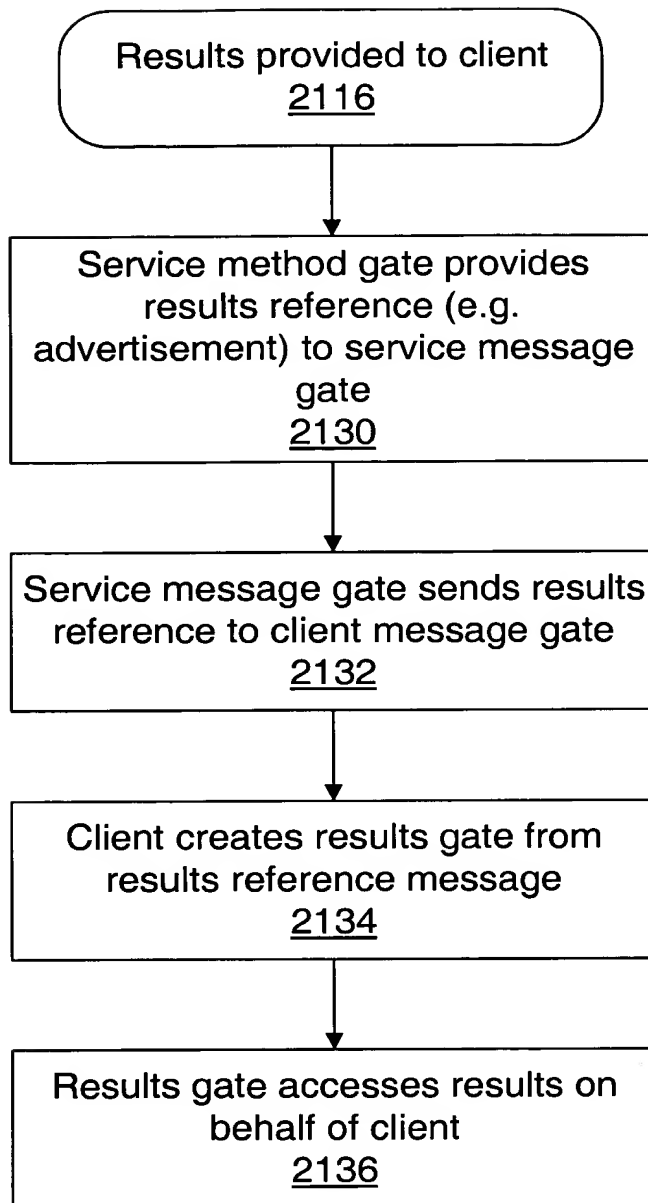 Results provided to client
2116
Service method gate provides
results reference (e.g.
advertisement) to service message
gate
2130
Service message gate sends results
reference to client message gate
2132
Client creates results gate from
results reference message
2134
Results gate accesses results on
behalf of client
2136